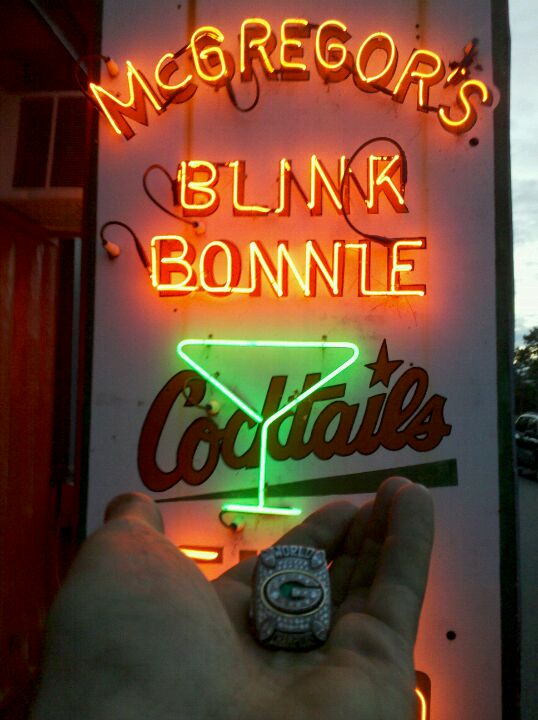 McGREGOR'S
BLINK
BONNIE
Cocktails
WORLD
G